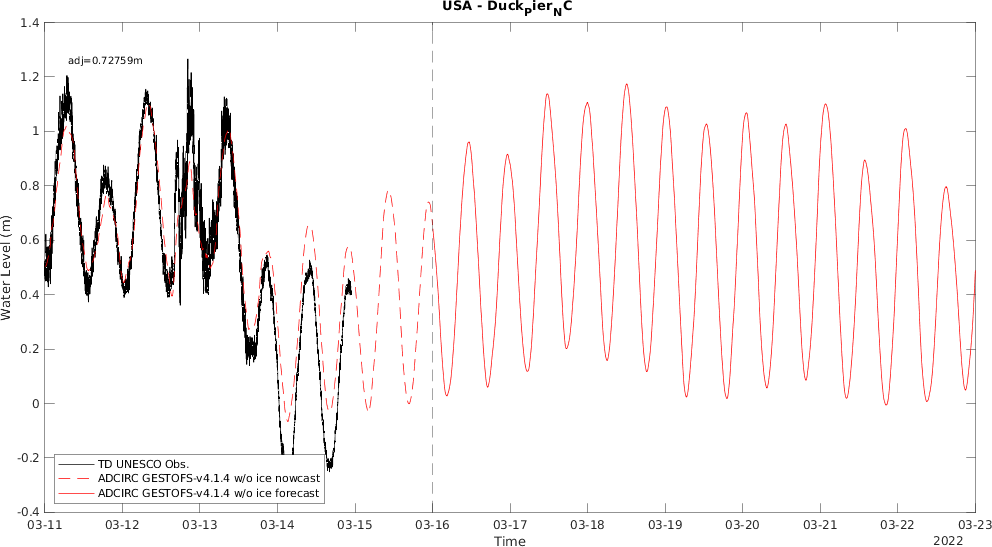 USA - Duck_Pier_NC
adj=0.72759m
1.4
1.2
1
0.8
0.6
0.4
0.2
0
-0.2
-0.4
Water Level (m)
TD UNESCO Obs.
ADCIRC GESTOFS-v4.1.4 w/o ice nowcast
ADCIRC GESTOFS-v4.1.4 w/o ice forecast
03-11 03-12 03-13 03-14 03-15 03-16 03-17 03-18 03-19 03-20 03-21 03-22 03-23
Time
2022